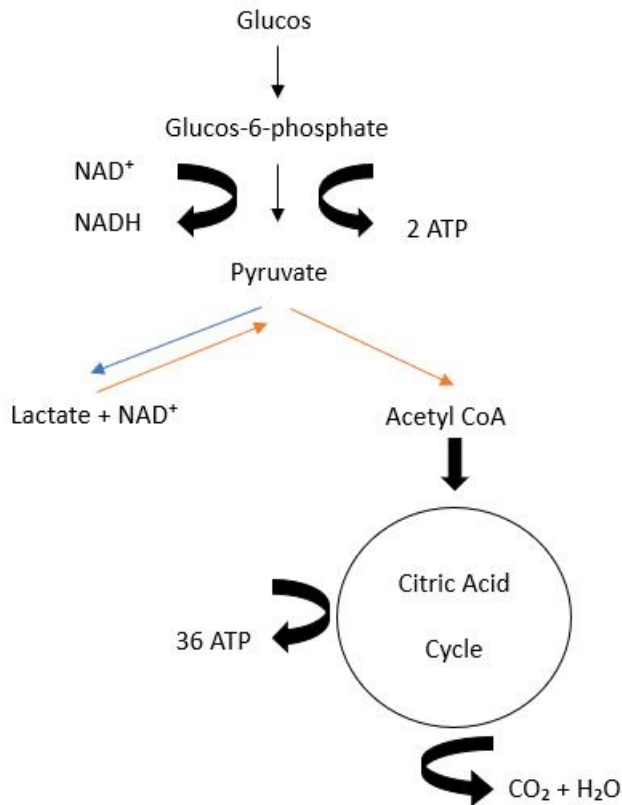 Glucos
Glucos-6-phosphate
NAD⁺
NADH
2 ATP
Pyruvate
Lactate + NAD⁺
Acetyl CoA
Citric Acid
Cycle
36 ATP
CO₂ + H₂O